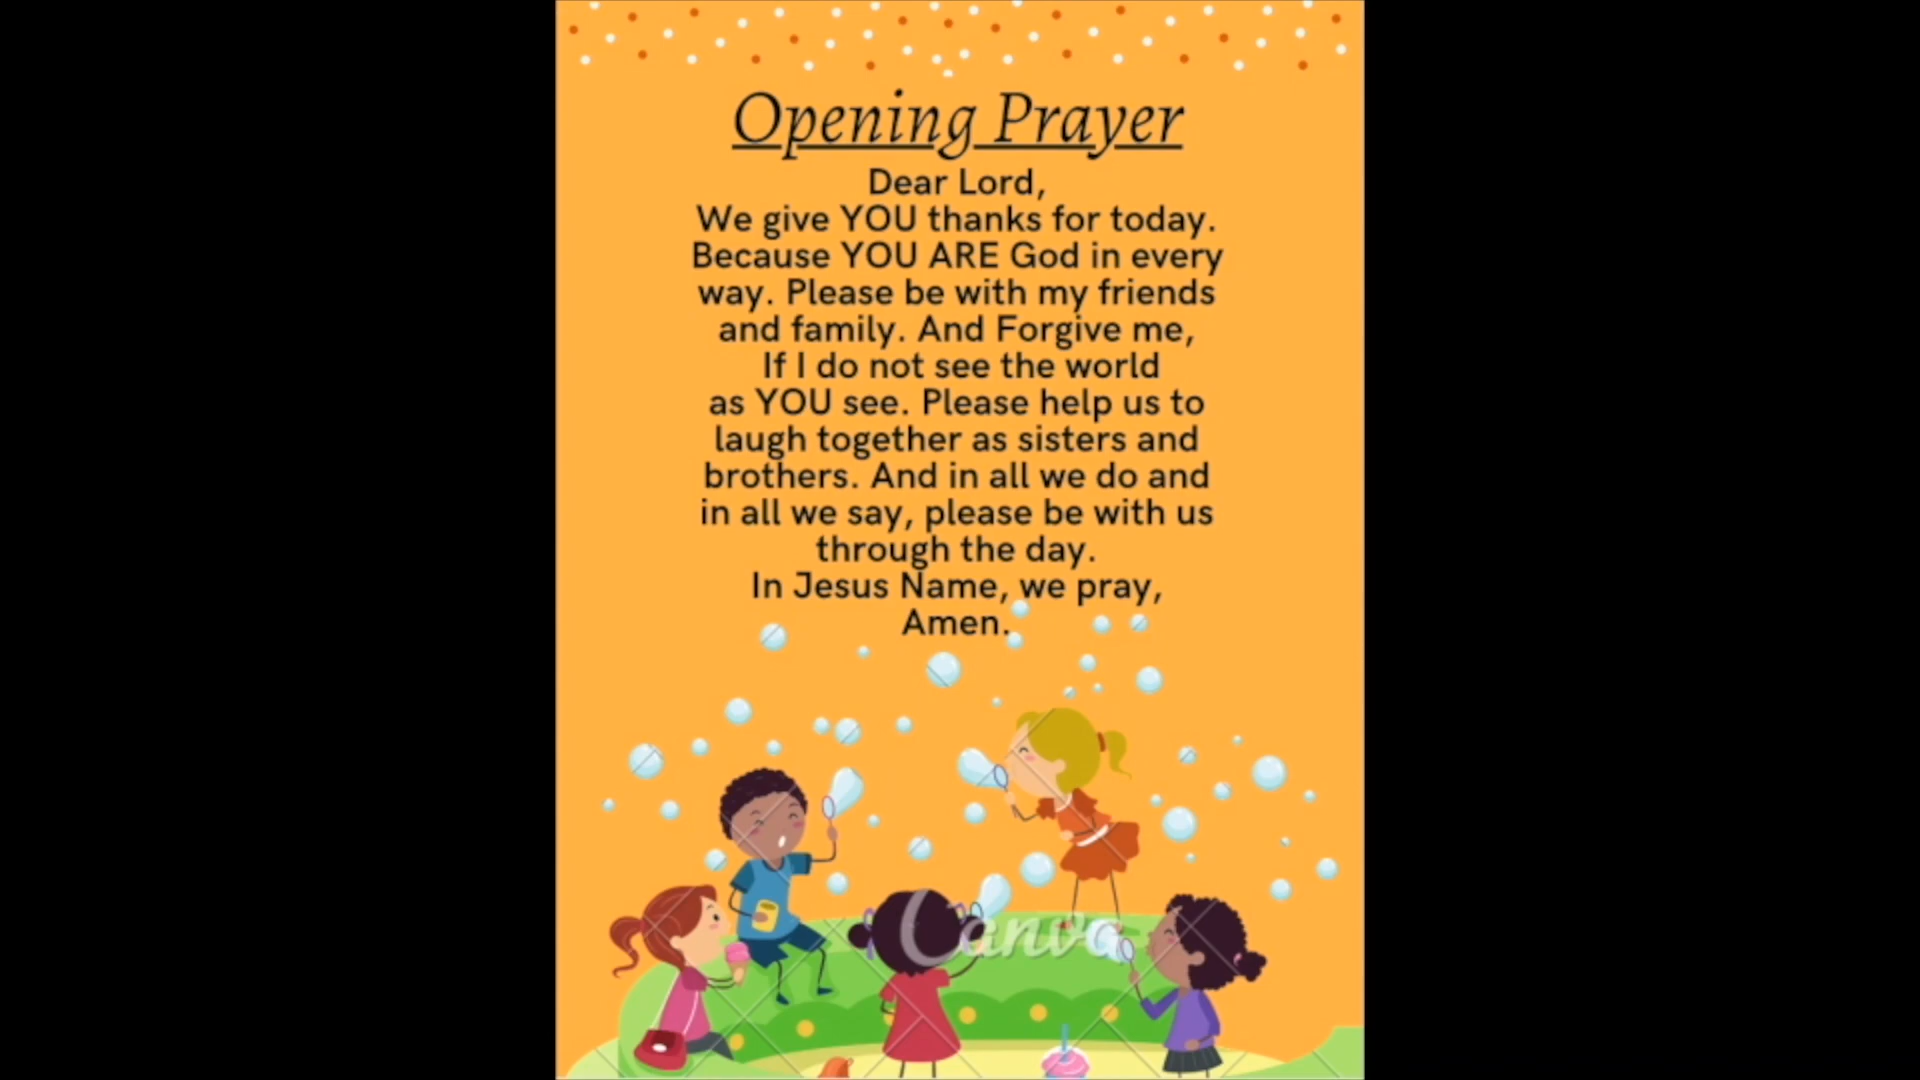 Opening Prayer
Dear Lord,
We give YOU thanks for today.
Because YOU ARE God in every
way. Please be with my friends
and family. And Forgive me,
If I do not see the world
as YOU see. Please help us to
laugh together as sisters and
brothers. And in all we do and
in all we say, please be with us
through the day.
In Jesus Name, we pray,
Amen.
Canva